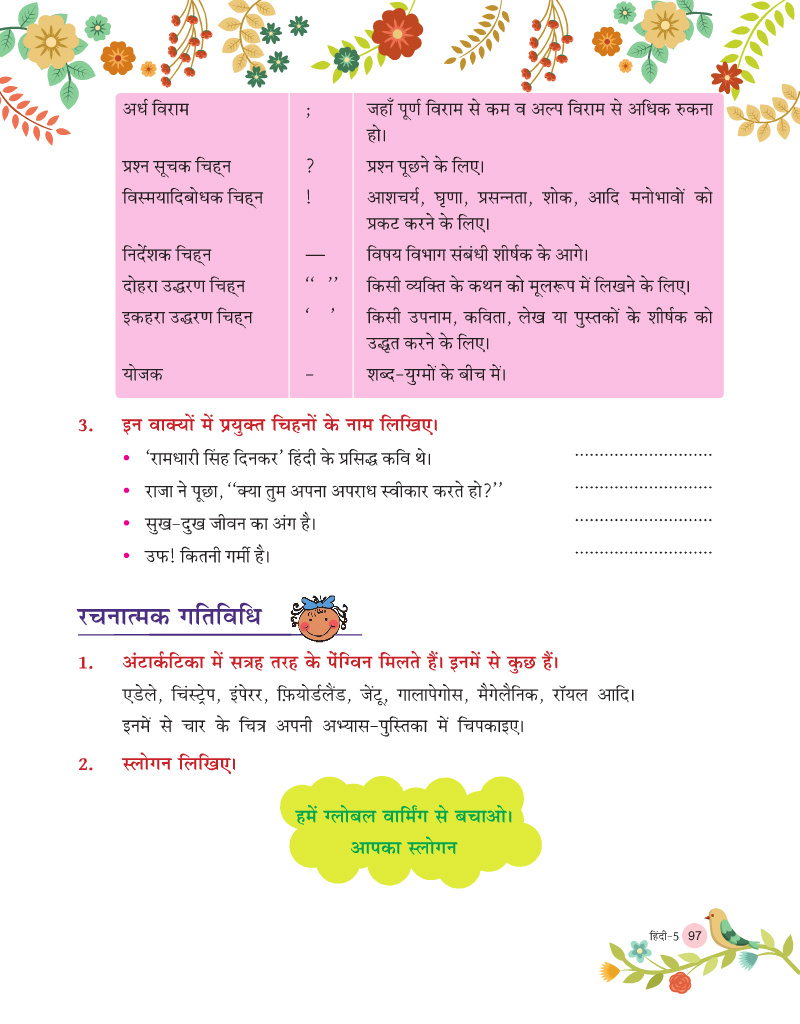 अर्ध विराम ; जहाँ पूर्ण विराम से कम व अल्प विराम से अधिक रुकना
हो।
प्रश्न सूचक चिह्‌न ? प्रश्न पूछने के लिए।
विस्मयादिबोधक चिह्‌न ! आशचर्य, घृणा, प्रसन्नता, शोक, आदि मनोभावों को
प्रकट करने के लिए।
निर्देशक चिह्‌न — विषय विभाग संबंधी शीर्षक के आगे।
दोहरा उद्धरण चिह्‌न ‘‘ ’’ किसी व्यक्ति के कथन को मूलरूप में लिखने के लिए।
इकहरा उद्धरण चिह्‌न ‘ ’ किसी उपनाम, कविता, लेख या पुस्तकों के शीर्षक को
उद्धृत करने के लिए।
योजक – शब्द–युग्मों के बीच में।
3. इन वाक्यों में प्रयुक्त चिहनों के नाम लिखिए।
• ‘रामधारी सिंह दिनकर’ हिंदी के प्रसिद्ध कवि थे। ............................
• राजा ने पूछा, ‘‘क्या तुम अपना अपराध स्वीकार करते हो?’’ ............................
• सुख–दुख जीवन का अंग है। ............................
• उफ! कितनी गर्मी है। ............................
रचनात्मक गतिविधि
1. अंटार्कटिका में सत्रह तरह के पेंग्विन मिलते हैं। इनमें से कुछ हैं।
एडेले, चिंस्ट्रेप, इंपेरर, फ़ियोर्डलैंड, जेंटू, गालापेगोस, मैगेलैनिक, रॉयल आदि।
इनमें से चार के चित्र अपनी अभ्यास–पुस्तिका में चिपकाइए।
2. स्लोगन लिखिए।
हमें ग्लोबल वार्मिंग से बचाओ।
आपका स्लोगन
हिंदी–5 97